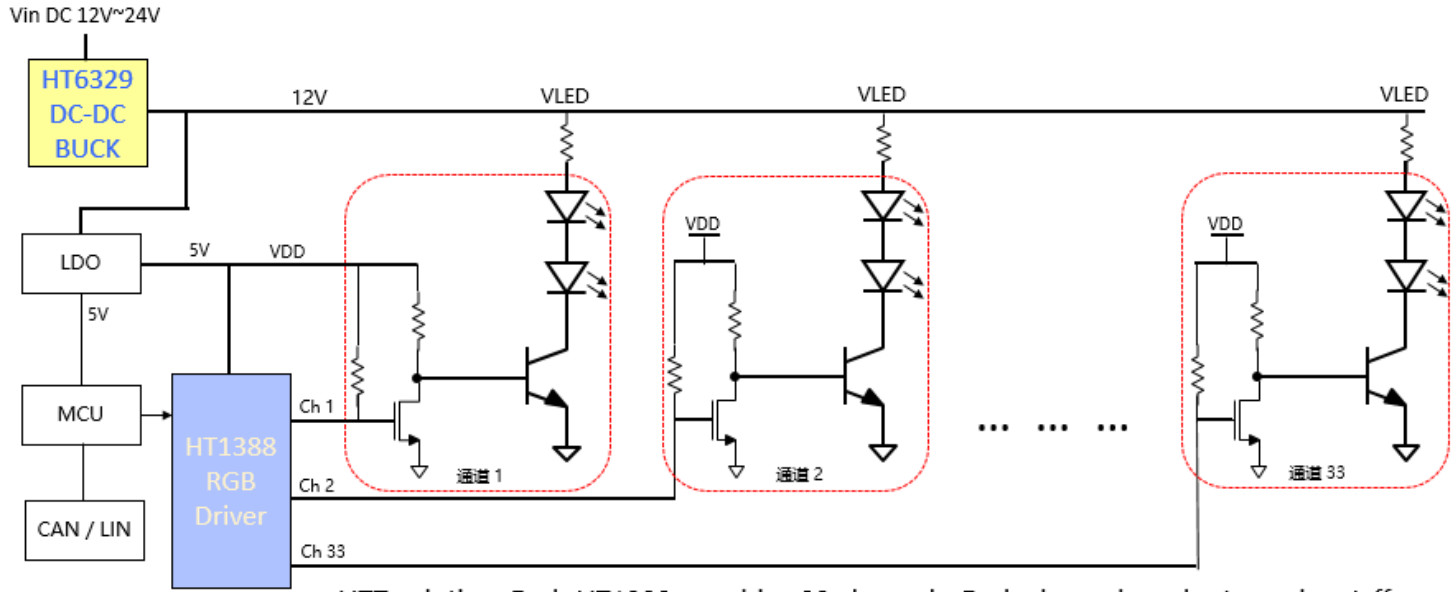 Vin DC 12V~24V
HT6329
DC-DC
BUCK
12V
VLED
VLED
VLED
LDO
5V
VDD
VDD
VDD
5V
MCU
HT1388
RGB
Driver
Ch 1
Ch 2
Ch 33
CAN / LIN
通道 1
通道 2
... ... ...
通道 33